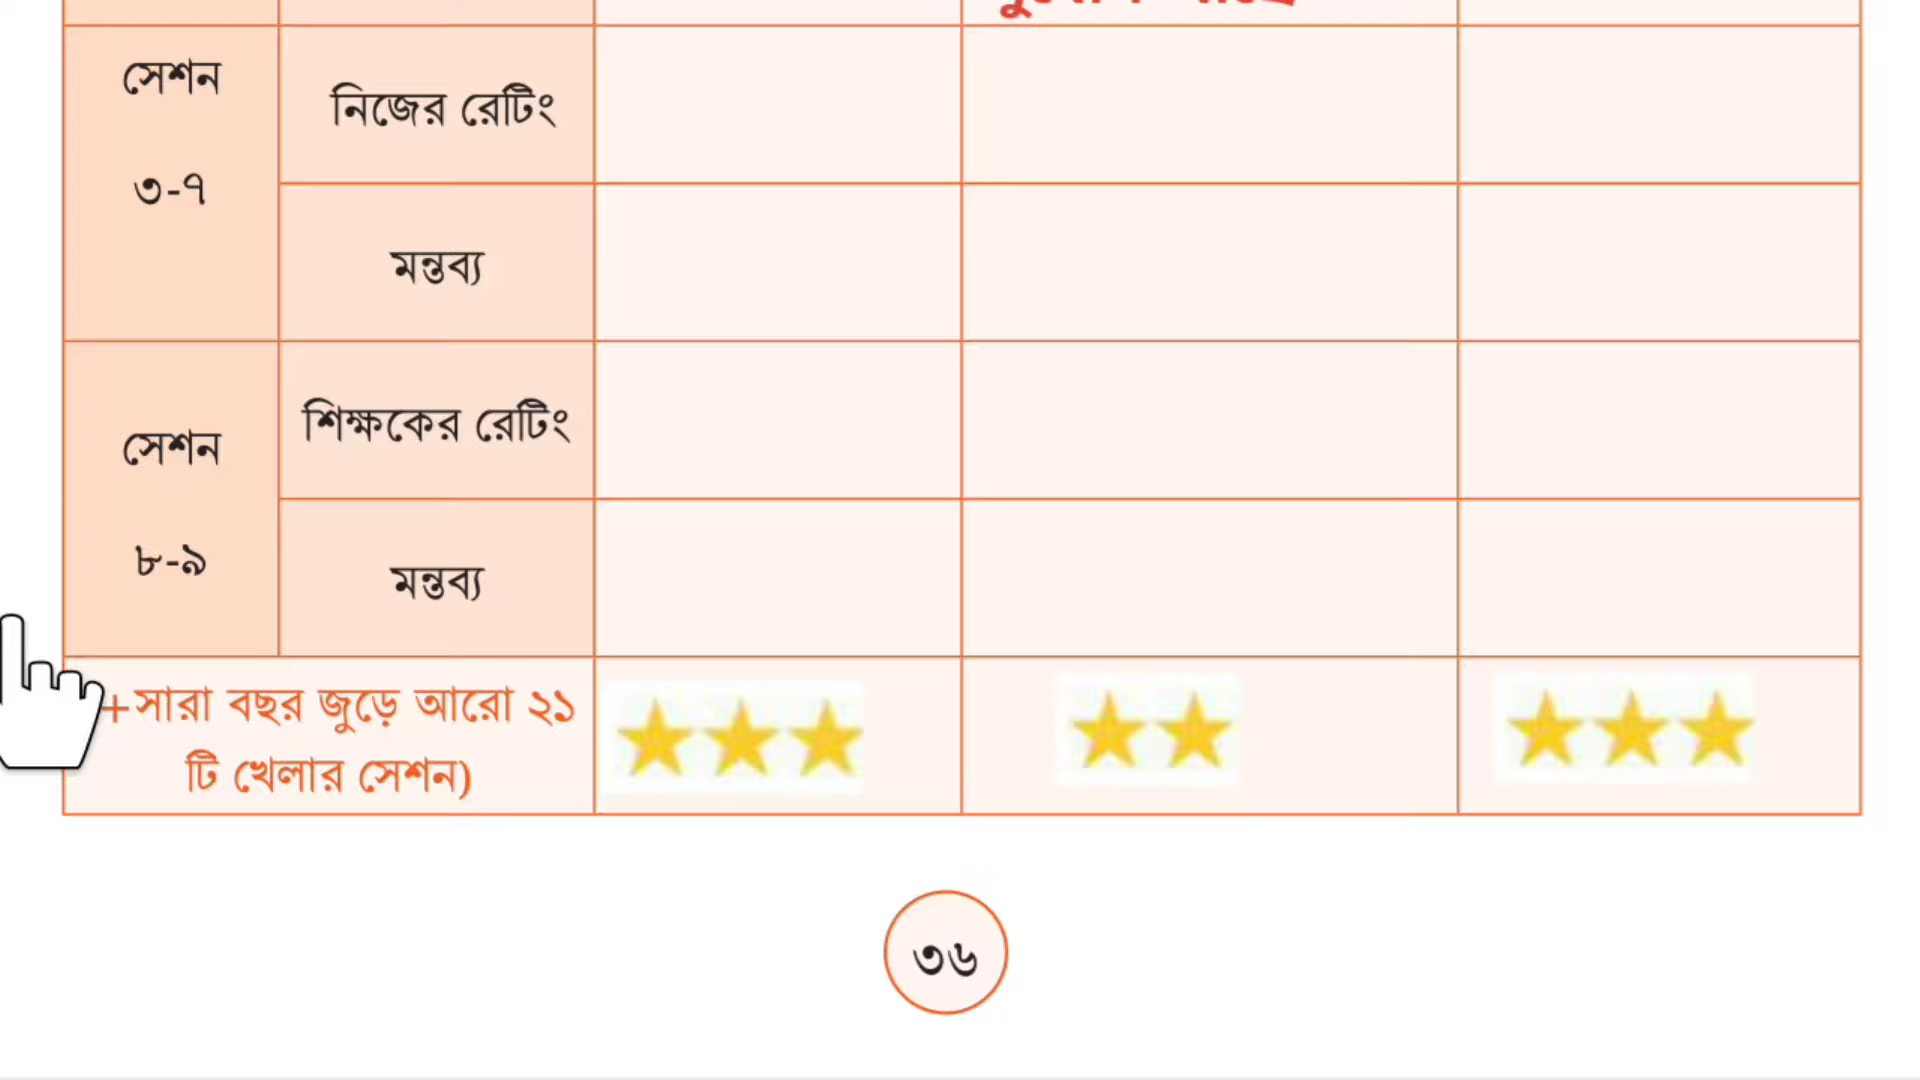 সেশন
৩-৭
নিজের রেটিং
মন্তব্য
সেশন
৮-৯
শিক্ষকের রেটিং
মন্তব্য
+সারা বছর জুড়ে আরো ২১
টি খেলার সেশন)
৩৬